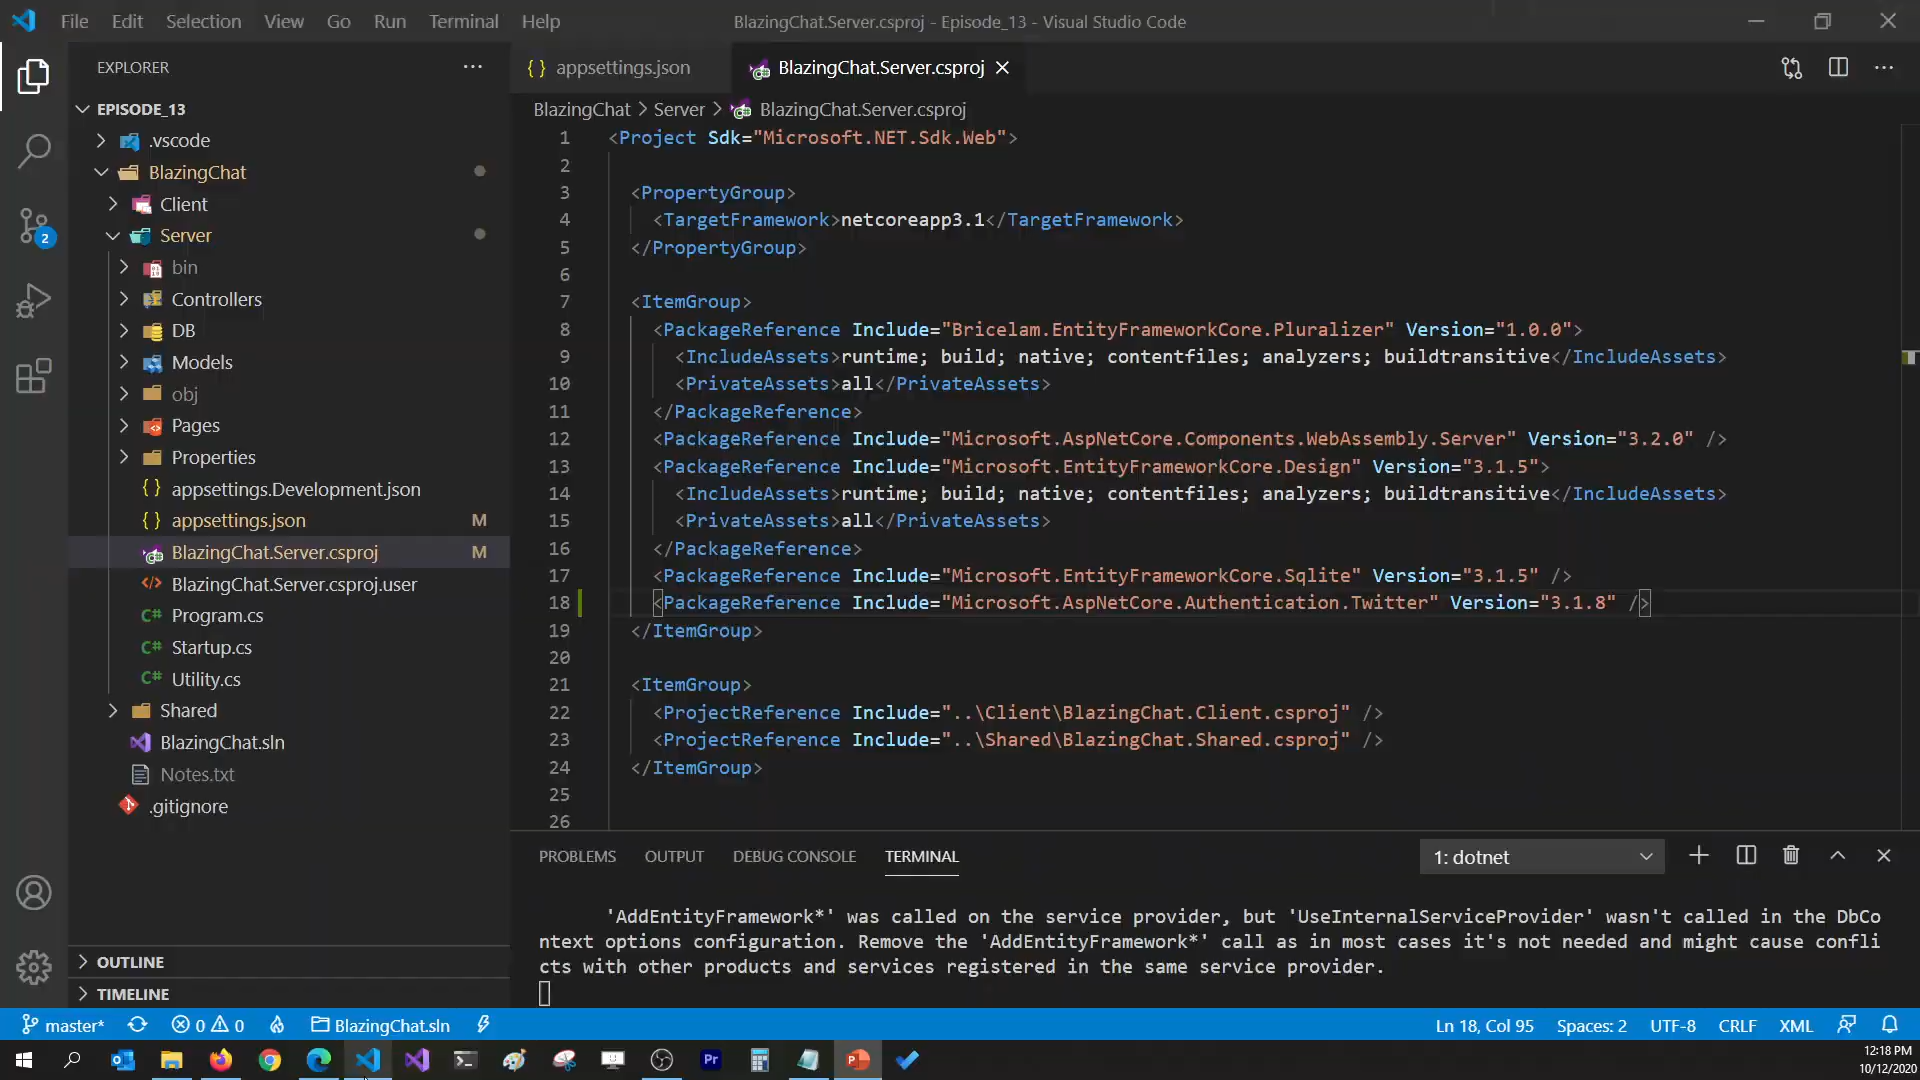 File Edit Selection View Go Run Terminal Help
BlazingChat.Server.csproj - Episode_13 - Visual Studio Code
EXPLORER
EPISODE_13
.vscode
BlazingChat
Client
Server
bin
Controllers
DB
Models
obj
Pages
Properties
appsettings.Development.json
appsettings.json M
BlazingChat.Server.csproj M
BlazingChat.Server.csproj.user
Program.cs
Startup.cs
Utility.cs
Shared
BlazingChat.sln
Notes.txt
.gitignore
OUTLINE
TIMELINE
2
appsettings.json
BlazingChat.Server.csproj
BlazingChat > Server > BlazingChat.Server.csproj
1 <Project Sdk="Microsoft.NET.Sdk.Web">
2
3 <PropertyGroup>
4 <TargetFramework>netcoreapp3.1</TargetFramework>
5 </PropertyGroup>
6
7 <ItemGroup>
8 <PackageReference Include="Bricelam.EntityFrameworkCore.Pluralizer" Version="1.0.0">
9 <IncludeAssets>runtime; build; native; contentfiles; analyzers; buildtransitive</IncludeAssets>
10 <PrivateAssets>all</PrivateAssets>
11 </PackageReference>
12 <PackageReference Include="Microsoft.AspNetCore.Components.WebAssembly.Server" Version="3.2.0" />
13 <PackageReference Include="Microsoft.EntityFrameworkCore.Design" Version="3.1.5">
14 <IncludeAssets>runtime; build; native; contentfiles; analyzers; buildtransitive</IncludeAssets>
15 <PrivateAssets>all</PrivateAssets>
16 </PackageReference>
17 <PackageReference Include="Microsoft.EntityFrameworkCore.Sqlite" Version="3.1.5" />
18 <PackageReference Include="Microsoft.AspNetCore.Authentication.Twitter" Version="3.1.8" />
19 </ItemGroup>
20
21 <ItemGroup>
22 <ProjectReference Include="..\Client\BlazingChat.Client.csproj" />
23 <ProjectReference Include="..\Shared\BlazingChat.Shared.csproj" />
24 </ItemGroup>
25
26
PROBLEMS OUTPUT DEBUG CONSOLE TERMINAL
1: dotnet
'AddEntityFramework*' was called on the service provider, but 'UseInternalServiceProvider' wasn't called in the DbCo
ntext options configuration. Remove the 'AddEntityFramework*' call as in most cases it's not needed and might cause confli
cts with other products and services registered in the same service provider.
master* 0 0 BlazingChat.sln
Ln 18, Col 95 Spaces: 2 UTF-8 CRLF XML
12:18 PM
10/12/2020